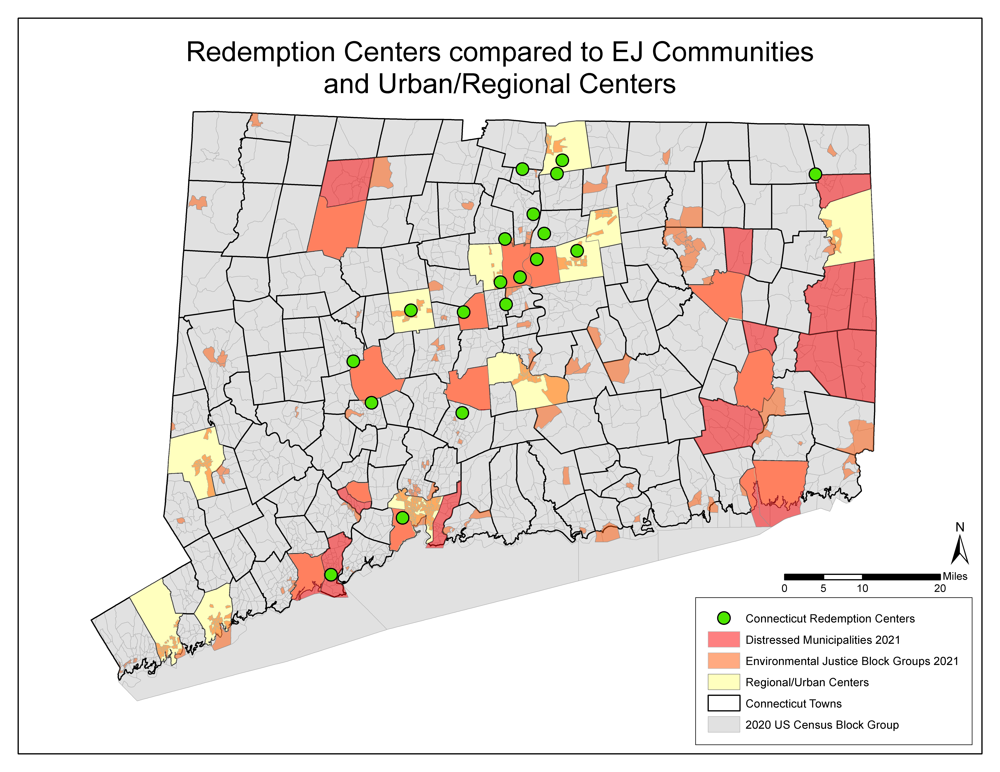 Redemption Centers compared to EJ Communities
and Urban/Regional Centers
N
Miles
0 5 10 20
Connecticut Redemption Centers
Distressed Municipalities 2021
Environmental Justice Block Groups 2021
Regional/Urban Centers
Connecticut Towns
2020 US Census Block Group